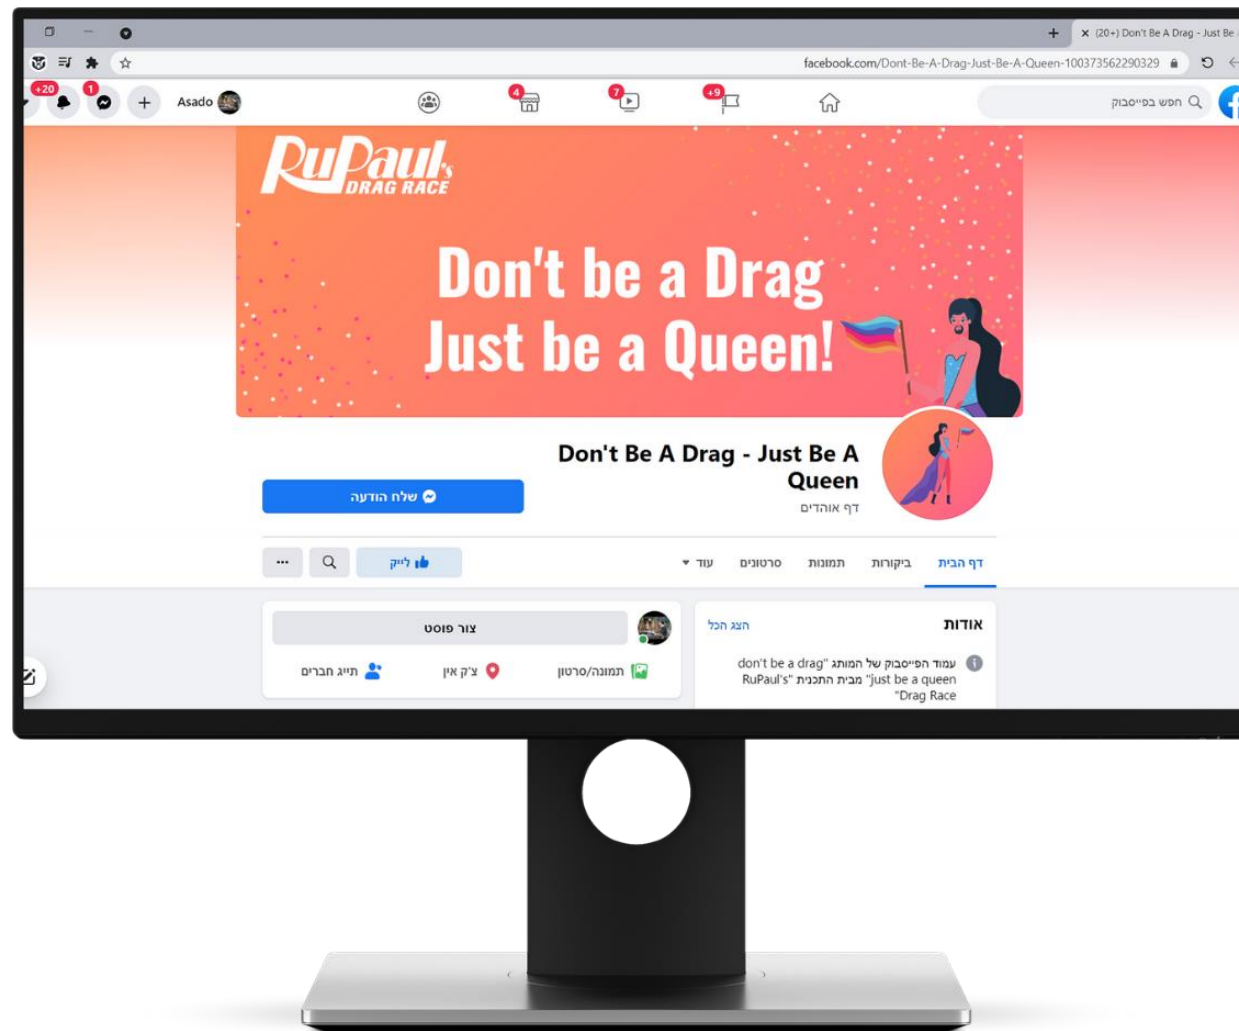 (20+) Don't Be A Drag - Just Be
facebook.com/Dont-Be-A-Drag-Just-Be-A-Queen-100373562290329
חפש בפייסבוק
+9
7
4
Asado
1
+20
RuPaul's
DRAG RACE
Don't be a Drag
Just be a Queen!
Don't Be A Drag - Just Be A
Queen
דף אוהדים
שלח הודעה
דף הבית ביקורות תמונות סרטונים עוד
לייק
אודות
הצג הכל
עמוד הפייסבוק של המותג "don't be a drag
just be a queen" מבית התכנית "RuPaul's
Drag Race"
צור פוסט
תמונה/סרטון
צ'ק אין
תייג חברים